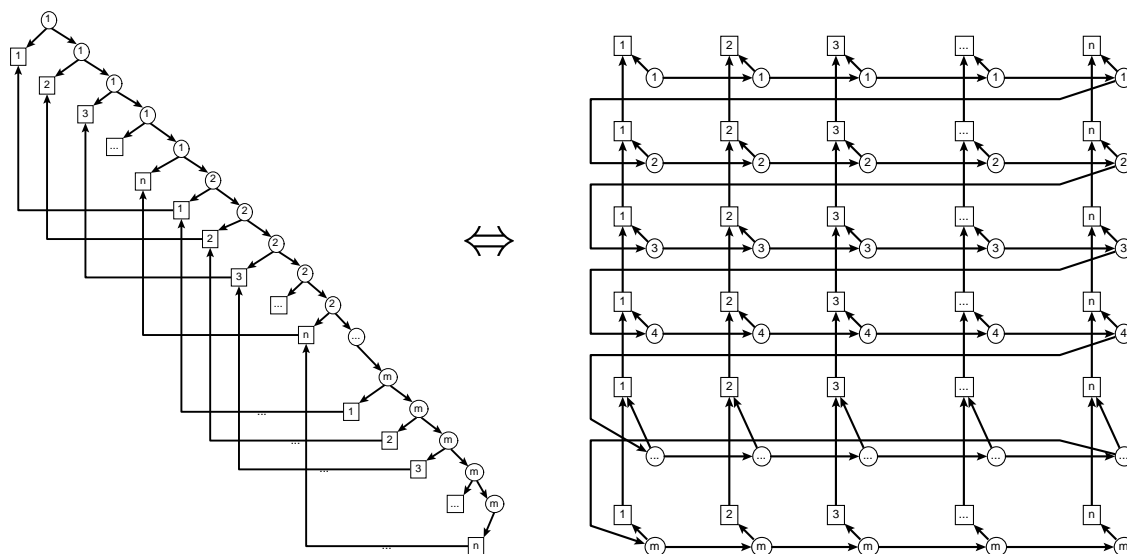 1
1 1
2 1
3 1
... 1
n 2
1 2
2 2
3 2
... 2
n ...
m
1 ... m
2 ... m
3 ... m
... m
n ...
1 2 3 ... n
1 1 1 1 1
1 2 3 ... n
2 2 2 2 2
1 2 3 ... n
3 3 3 3 3
1 2 3 ... n
4 4 4 4 4
1 2 3 ... n
... ... ... ... ...
1 2 3 ... n
m m m m m